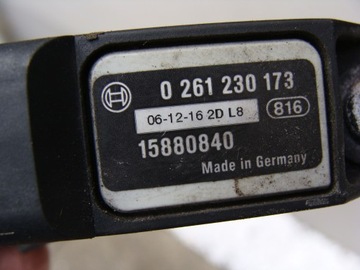 0 261 230 173
06-12-16 2D L8
816
15880840
Made in Germany